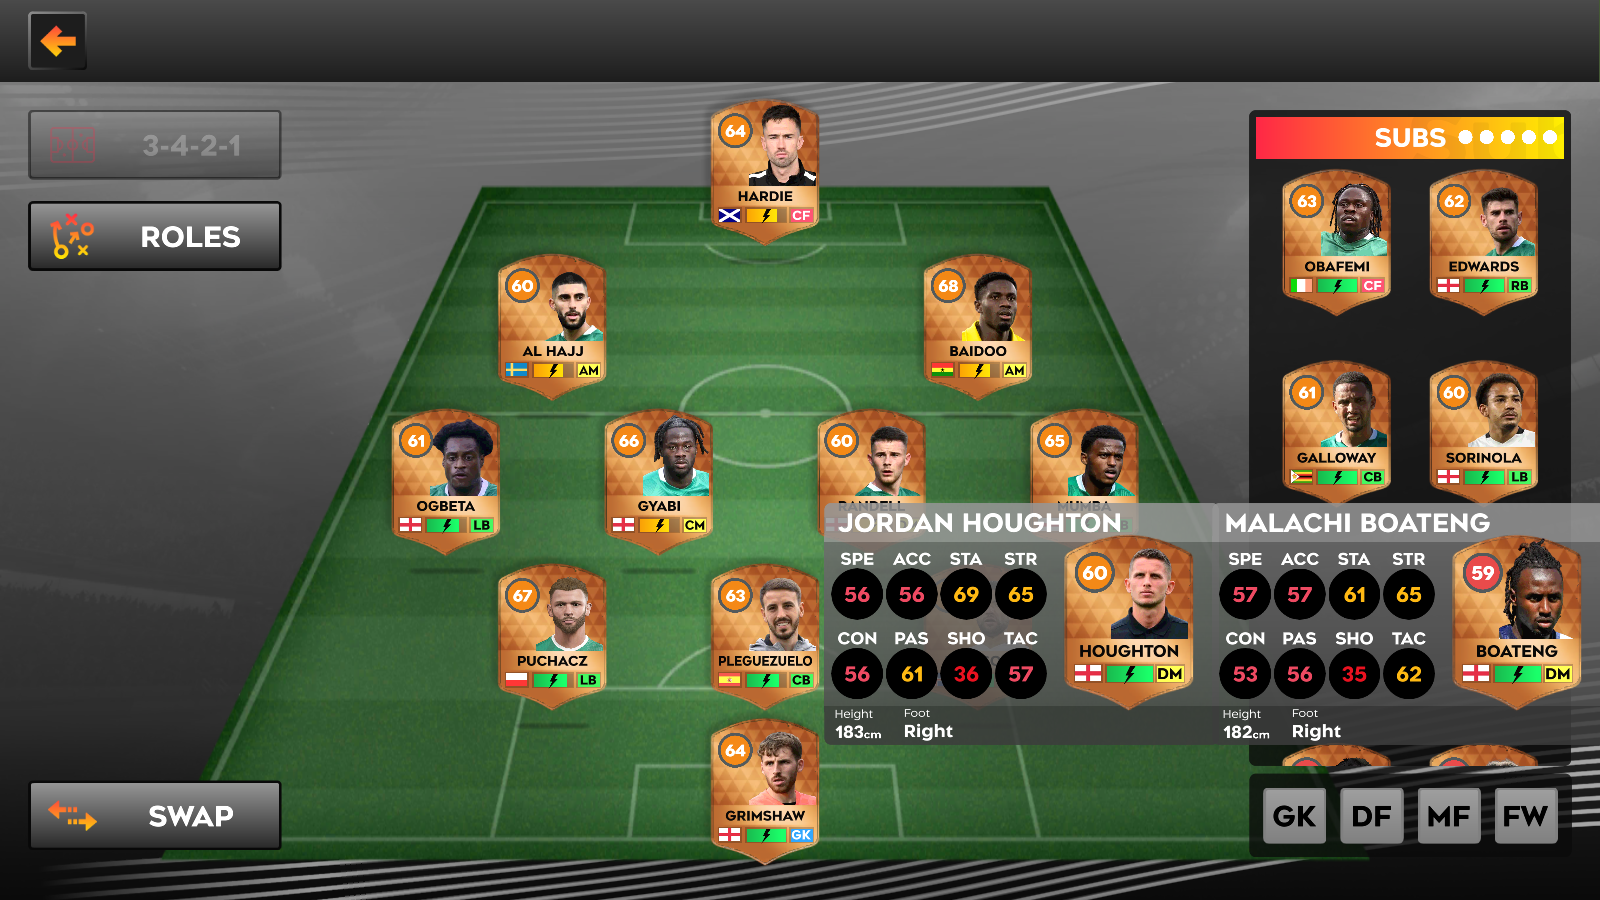 3-4-2-1
ROLES
64
HARDIE
CF
60
AL HAJJ
AM
68
BAIDOO
AM
61
OGBETA
LB
66
GYABI
CM
60
RANDELL
65
MUMBA
67
PUCHACZ
LB
63
PLEGUEZUELO
CB
64
GRIMSHAW
GK
SWAP
SUBS
63
OBAFEMI
CF
62
EDWARDS
RB
61
GALLOWAY
CB
60
SORINOLA
LB
JORDAN HOUGHTON
SPE ACC STA STR
56 56 69 65
CON PAS SHO TAC
56 61 36 57
Height Foot
183cm Right
60
HOUGHTON
DM
MALACHI BOATENG
SPE ACC STA STR
57 57 61 65
CON PAS SHO TAC
53 56 35 62
Height Foot
182cm Right
59
BOATENG
DM
GK DF MF FW